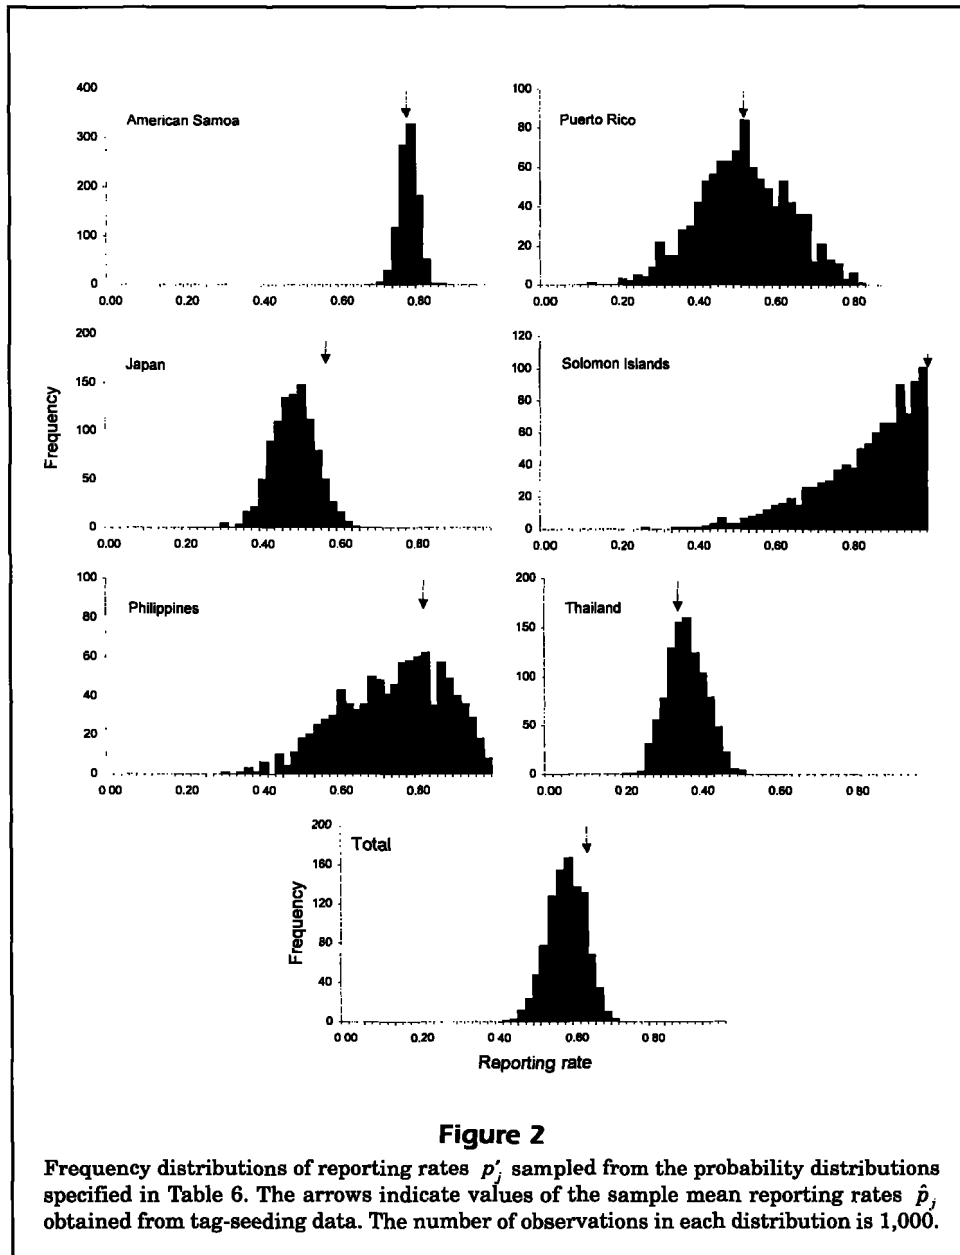 400
American Samoa
300
200
100
0
0.00 0.20 0.40 0.60 0.80
100
Puerto Rico
80
60
40
20
0
0.00 0.20 0.40 0.60 0.80
200
Japan
150
100
50
0
Frequency
0.00 0.20 0.40 0.60 0.80
120
Solomon Islands
100
80
60
40
20
0
0.00 0.20 0.40 0.60 0.80
100
Philippines
80
60
40
20
0
0 00 0.20 0.40 0.60 0.80
200
Thailand
150
100
50
0
0 00 0 20 0.40 0.60 0 80
200
Total
160
120
80
40
0
Frequency
0 00 0.20 0 40 0.60 0 80
Reporting rate
Figure 2
Frequency distributions of reporting rates p′j sampled from the probability distributions
specified in Table 6. The arrows indicate values of the sample mean reporting rates p̂j
obtained from tag-seeding data. The number of observations in each distribution is 1,000.